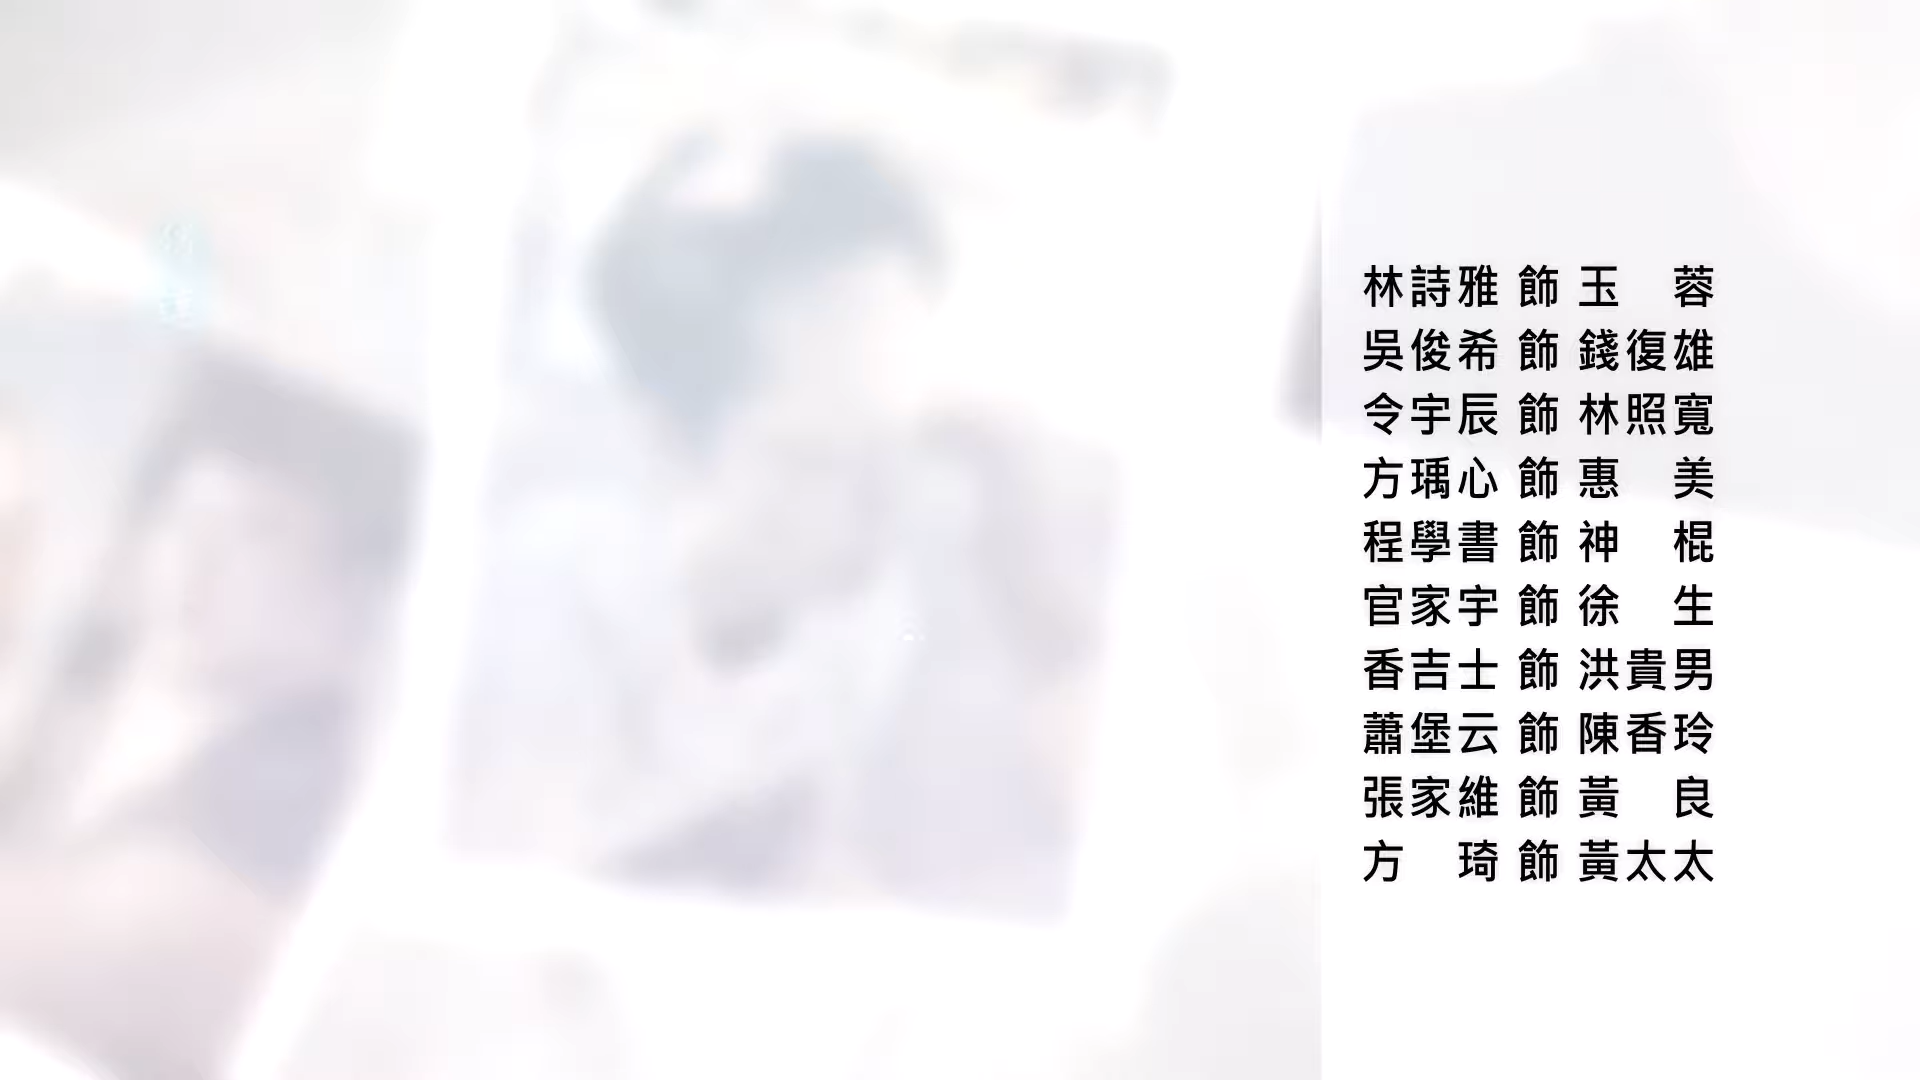 林詩雅 飾 玉　蓉
吳俊希 飾 錢復雄
令宇辰 飾 林照寬
方瑀心 飾 惠　美
程學書 飾 神　棍
官家宇 飾 徐　生
香吉士 飾 洪貴男
蕭堡云 飾 陳香玲
張家維 飾 黃　良
方　琦 飾 黃太太